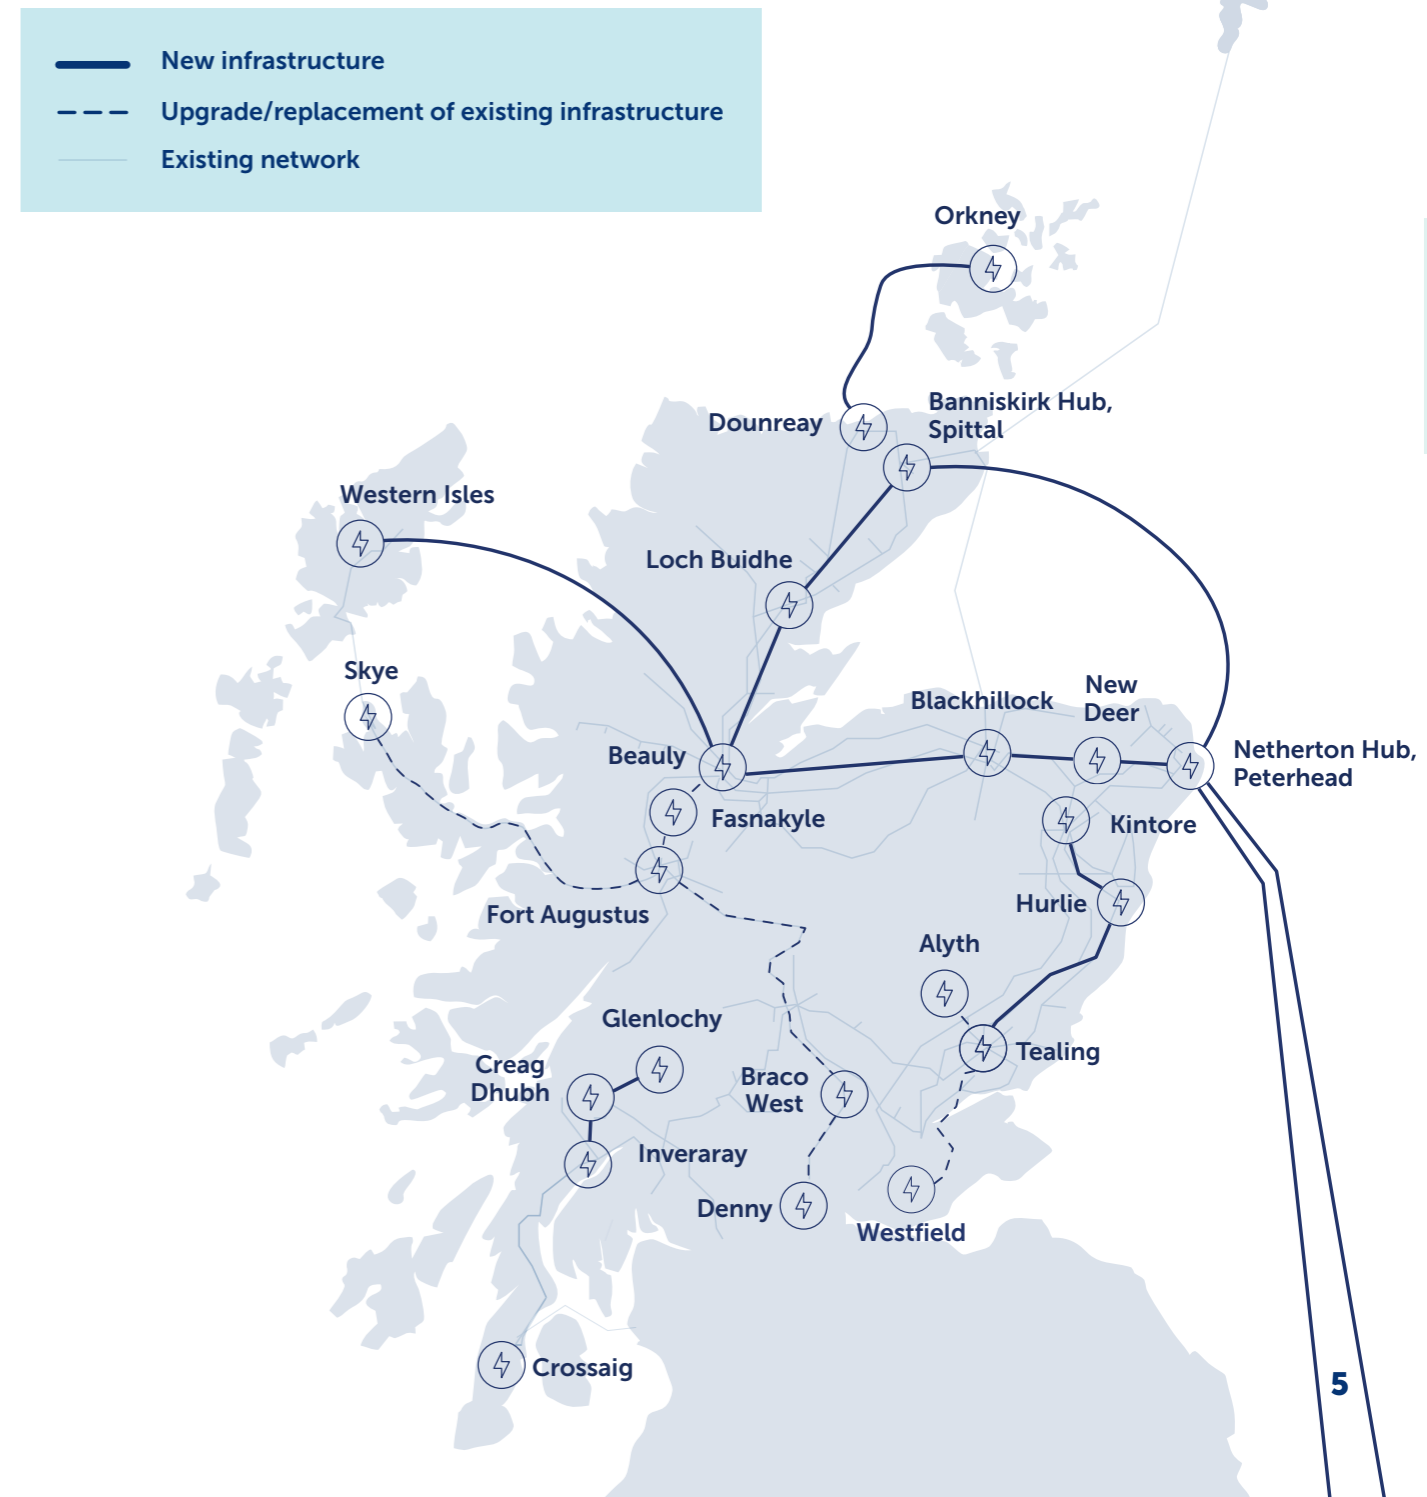 New infrastructure
Upgrade/replacement of existing infrastructure
Existing network
Orkney
Banniskirk Hub,
Spittal
Dounreay
Western Isles
Loch Buidhe
Skye
New
Deer
Blackhillock
Beauly
Netherton Hub,
Peterhead
Fasnakyle
Kintore
Hurlie
Fort Augustus
Alyth
Glenlochy
Tealing
Creag
Dhubh
Braco
West
Inveraray
Denny
Westfield
Crossaig
5